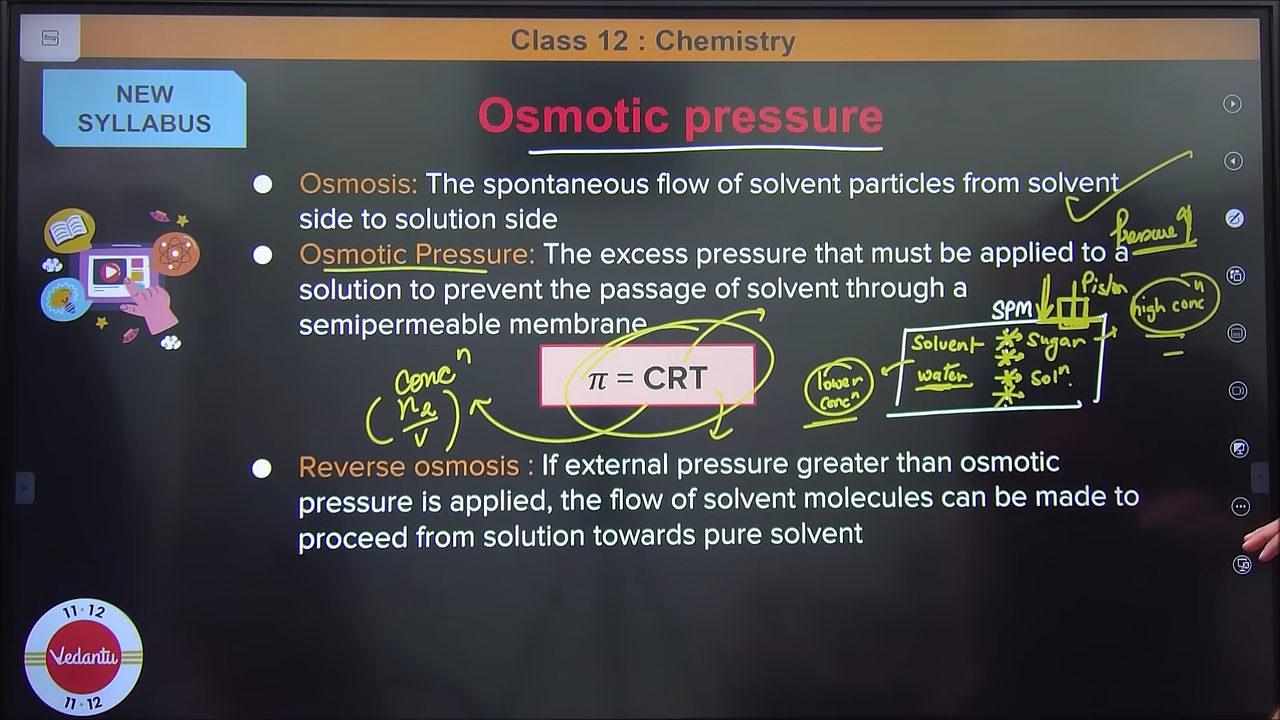 Class 12 : Chemistry
NEW
SYLLABUS
Osmotic pressure
Osmosis: The spontaneous flow of solvent particles from solvent
side to solution side
Osmotic Pressure: The excess pressure that must be applied to a
solution to prevent the passage of solvent through a
semipermeable membrane
Pressure
Piston
SPM
high concⁿ
Solvent
Sugar
water
Solⁿ.
lower
concⁿ
π = CRT
concⁿ
(n₂/V)
Reverse osmosis : If external pressure greater than osmotic
pressure is applied, the flow of solvent molecules can be made to
proceed from solution towards pure solvent
11·12
Vedantu
11·12